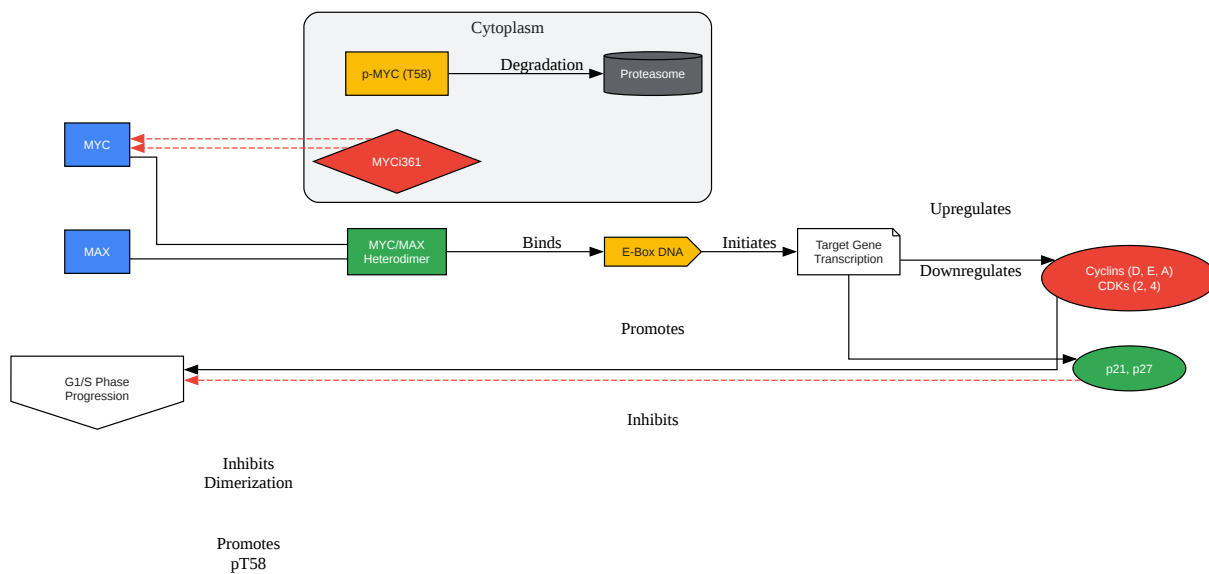 Cytoplasm
p-MYC (T58)
Degradation
Proteasome
MYC
MYCi361
MAX
MYC/MAX
Heterodimer
Binds
E-Box DNA
Initiates
Target Gene
Transcription
Upregulates
Downregulates
Cyclins (D, E, A)
CDKs (2, 4)
Promotes
G1/S Phase
Progression
p21, p27
Inhibits
Inhibits
Dimerization
Promotes
pT58